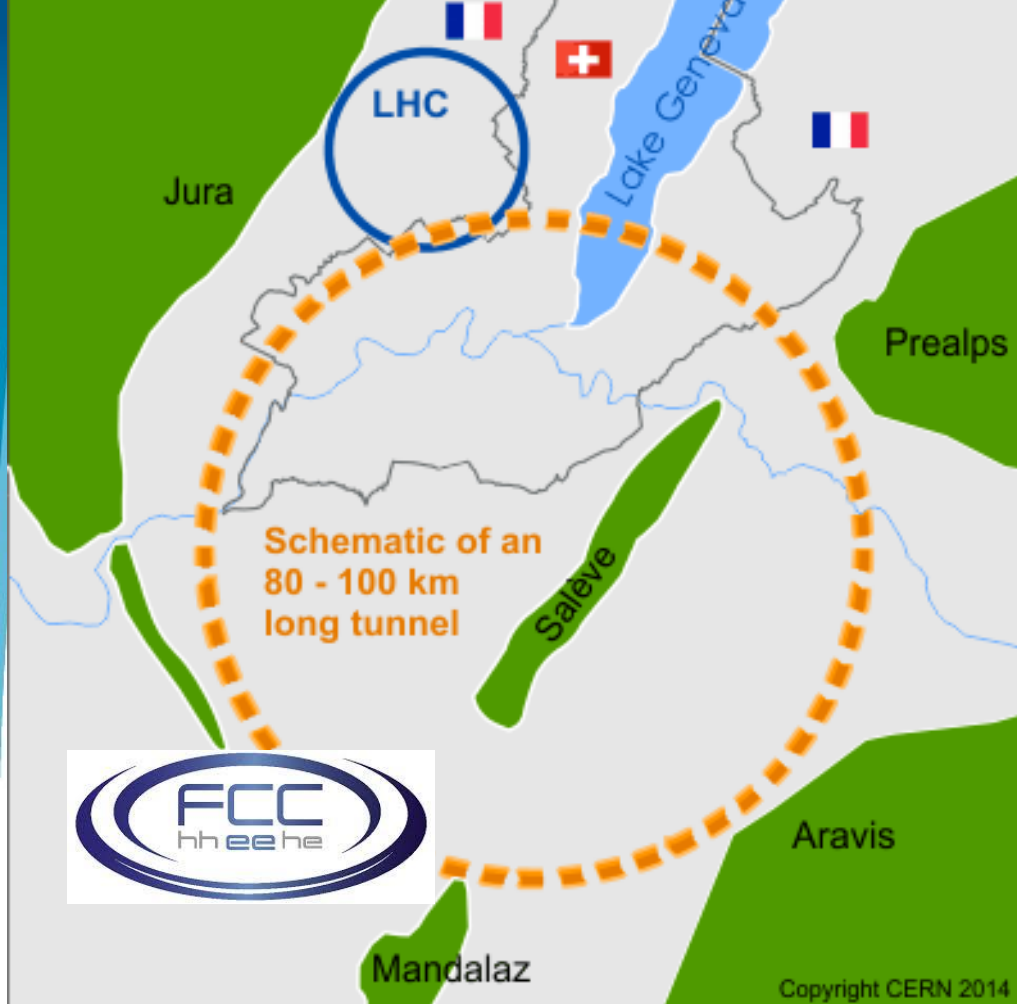 LHC
Lake Geneva
Jura
Prealps
Schematic of an
80 - 100 km
long tunnel
Salève
FCC
hh ee he
Aravis
Mandalaz
Copyright CERN 2014